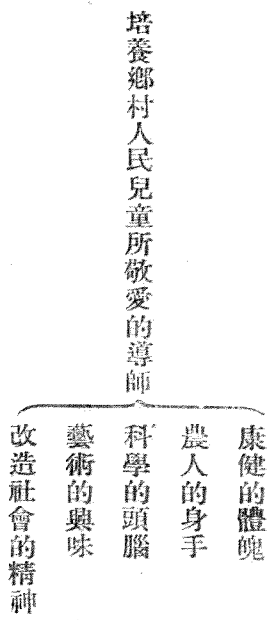 培養鄉村人民兒童所敬愛的導師
康健的體魄
農人的身手
科學的頭腦
藝術的興味
改造社會的精神